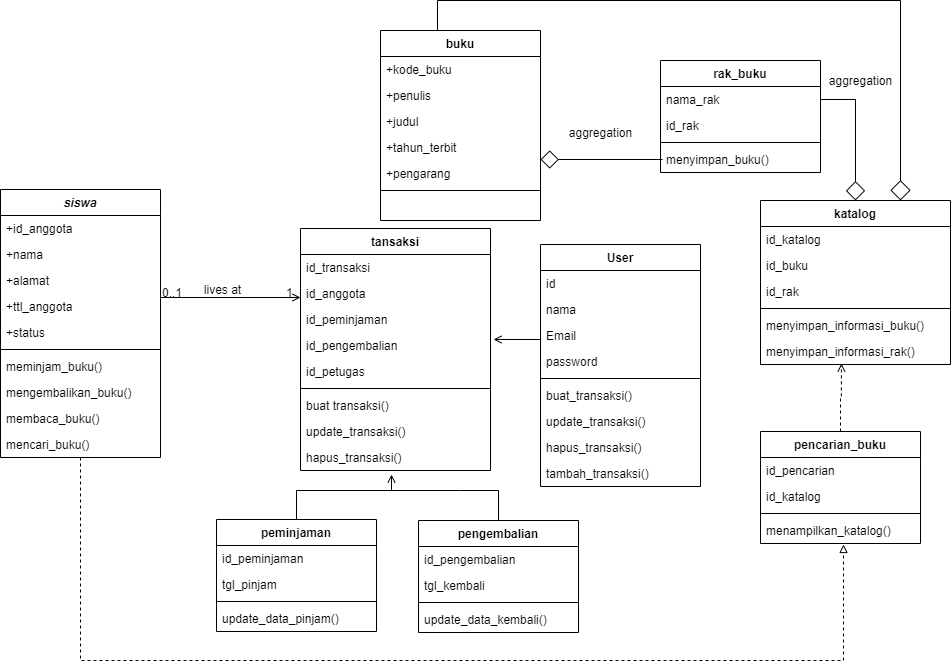 buku
+kode_buku
+penulis
+judul
+tahun_terbit
+pengarang
rak_buku
nama_rak
id_rak
menyimpan_buku()
aggregation
aggregation
siswa
+id_anggota
+nama
+alamat
+ttl_anggota
+status
meminjam_buku()
mengembalikan_buku()
membaca_buku()
mencari_buku()
0..1
lives at
1
tansaksi
id_transaksi
id_anggota
id_peminjaman
id_pengembalian
id_petugas
buat transaksi()
update_transaksi()
hapus_transaksi()
User
id
nama
Email
password
buat_transaksi()
update_transaksi()
hapus_transaksi()
tambah_transaksi()
katalog
id_katalog
id_buku
id_rak
menyimpan_informasi_buku()
menyimpan_informasi_rak()
pencarian_buku
id_pencarian
id_katalog
menampilkan_katalog()
peminjaman
id_peminjaman
tgl_pinjam
update_data_pinjam()
pengembalian
id_pengembalian
tgl_kembali
update_data_kembali()